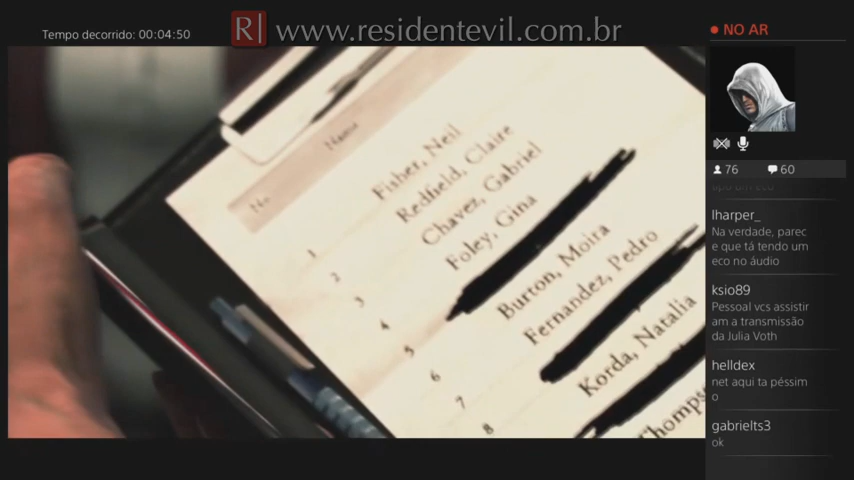 Tempo decorrido: 00:04:50
R| www.residentevil.com.br
NO AR
76 60
No Name
1 Fisher, Neil
2 Redfield, Claire
3 Chavez, Gabriel
4 Foley, Gina
5
6 Burton, Moira
7 Fernandez, Pedro
8
Korda, Natalia
lharper_
Na verdade, parec
e que tá tendo um
eco no áudio
ksio89
Pessoal vcs assistir
am a transmissão
da Julia Voth
helldex
net aqui ta péssim
o
gabrielts3
ok